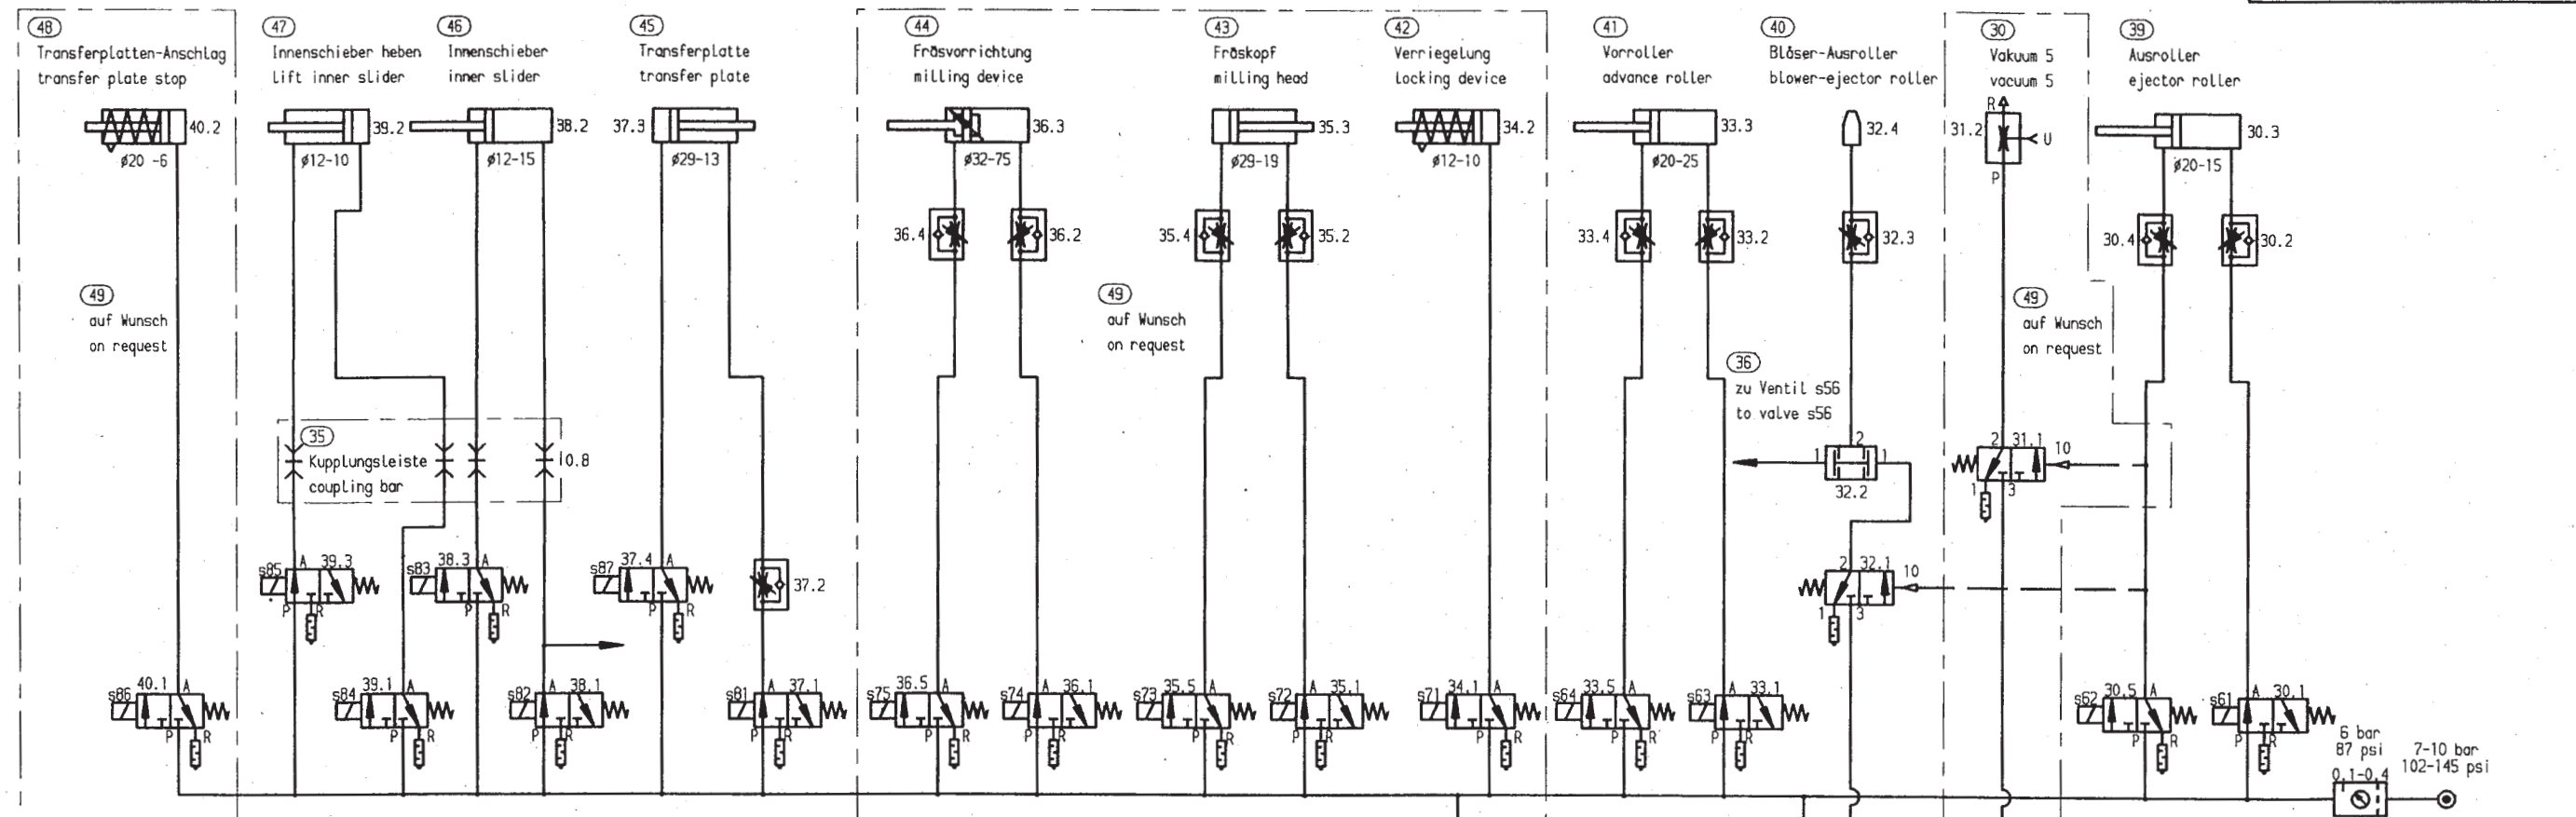 48
Transferplatten-Anschlag
transfer plate stop
40.2
ø20 -6
47
Innenschieber heben
lift inner slider
39.2
ø12-10
46
Innenschieber
inner slider
38.2
ø12-15
45
Transferplatte
transfer plate
37.3
ø29-13
44
Fräsvorrichtung
milling device
36.3
ø32-75
43
Fräskopf
milling head
35.3
ø29-19
42
Verriegelung
locking device
34.2
ø12-10
41
Vorroller
advance roller
33.3
ø20-25
40
Bläser-Ausroller
blower-ejector roller
32.4
30
Vakuum 5
vacuum 5
R
31.2
U
P
39
Ausroller
ejector roller
30.3
ø20-15
36.4
36.2
35.4
35.2
33.4
33.2
32.3
30.4
30.2
49
auf Wunsch
on request
49
auf Wunsch
on request
49
auf Wunsch
on request
36
zu Ventil s56
to valve s56
35
Kupplungsleiste
coupling bar
0.8
2
1
1
32.2
2
31.1
10
1
3
s85
A
39.3
P
R
s83
38.3
A
P
R
s87
37.4
A
P
R
37.2
2
32.1
10
1
3
s86
40.1
A
P
R
s84
39.1
A
P
R
s82
A
38.1
P
R
s81
A
37.1
P
R
s75
36.5
A
P
R
s74
A
36.1
P
R
s73
35.5
A
P
R
s72
A
35.1
P
R
s71
34.1
A
P
R
s64
33.5
A
P
R
s63
A
33.1
P
R
s62
30.5
A
P
R
s61
A
30.1
P
R
6 bar
87 psi
0,1-0,4
7-10 bar
102-145 psi